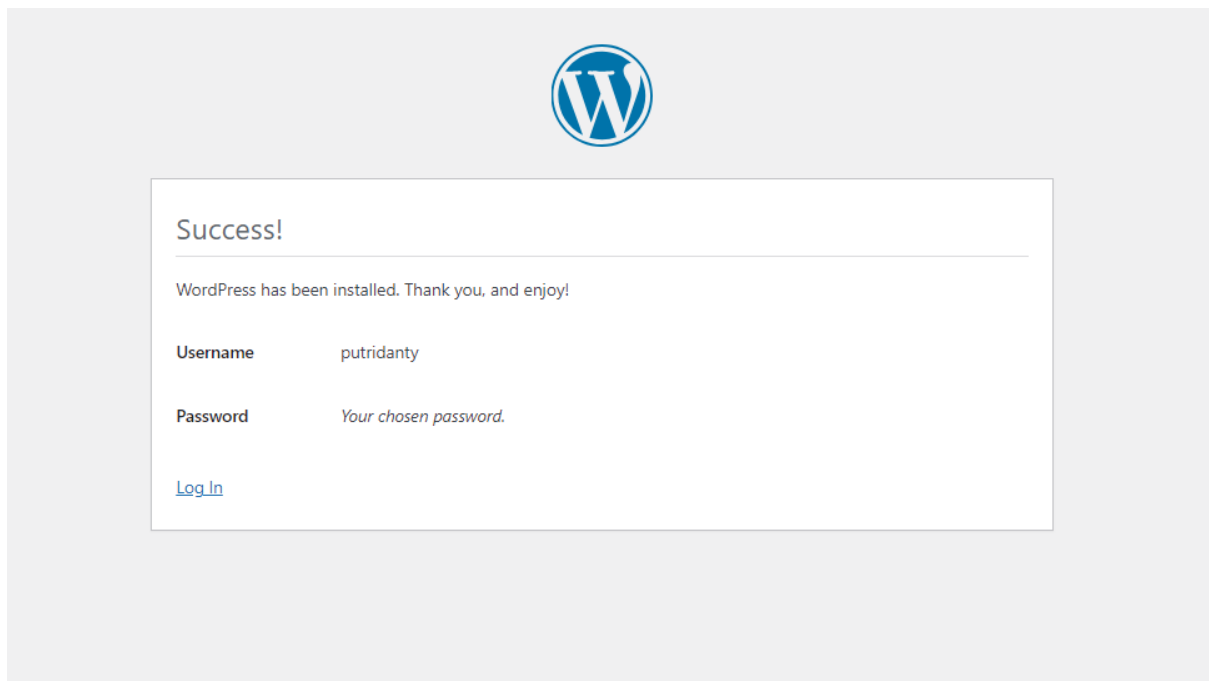 Success!
WordPress has been installed. Thank you, and enjoy!
Username putridanty
Password Your chosen password.
Log In